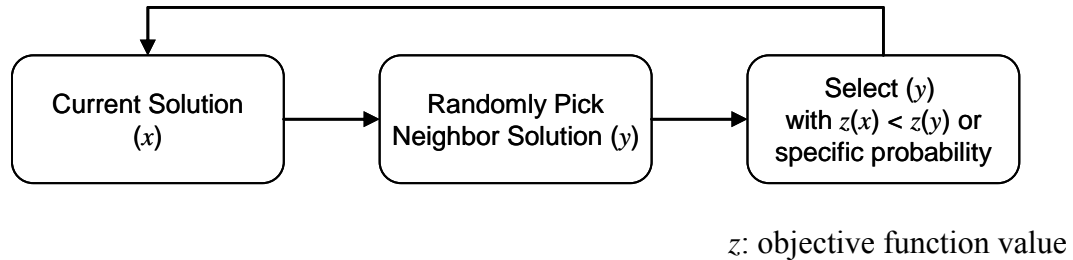 Current Solution
(x)
Randomly Pick
Neighbor Solution (y)
Select (y)
with z(x) < z(y) or
specific probability
z: objective function value